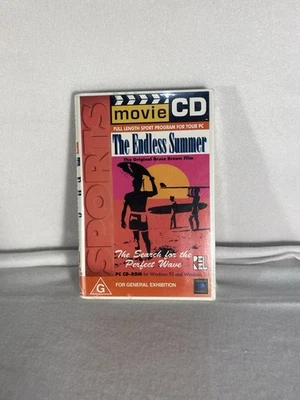 movie CD
FULL LENGTH SPORT PROGRAM FOR YOUR PC
The Endless Summer
The Original Bruce Brown Film
SPORTS
The Search for the
Perfect Wave
PC CD-ROM for Windows 95 and Windows
G
FOR GENERAL EXHIBITION